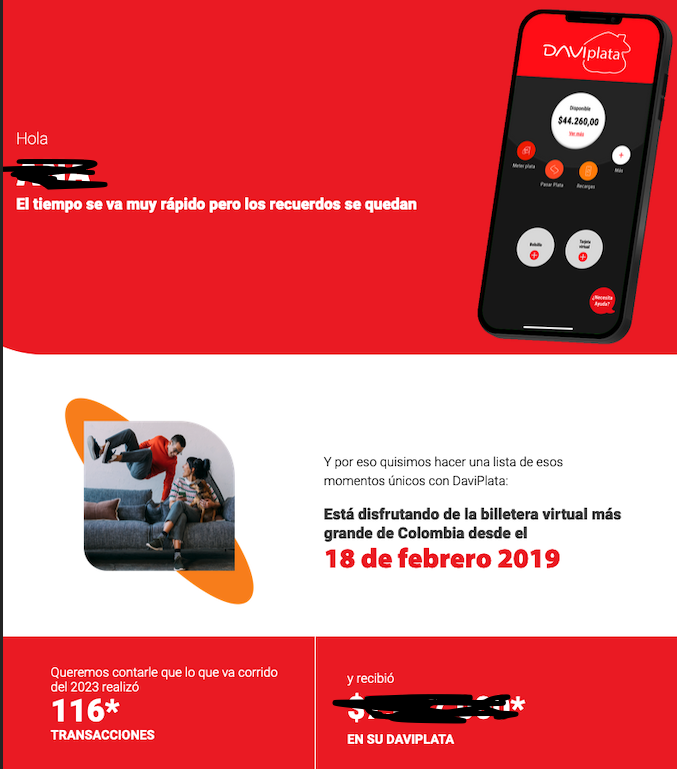 DAVIplata
Disponible
$44.260,00
Ver más
Meter plata
Pasar Plata
Recargas
Más
Bolsillo
Tarjeta
virtual
¿Necesita
Ayuda?
Hola
El tiempo se va muy rápido pero los recuerdos se quedan
Y por eso quisimos hacer una lista de esos
momentos únicos con DaviPlata:
Está disfrutando de la billetera virtual más
grande de Colombia desde el
18 de febrero 2019
Queremos contarle que lo que va corrido
del 2023 realizó
116*
TRANSACCIONES
y recibió
EN SU DAVIPLATA